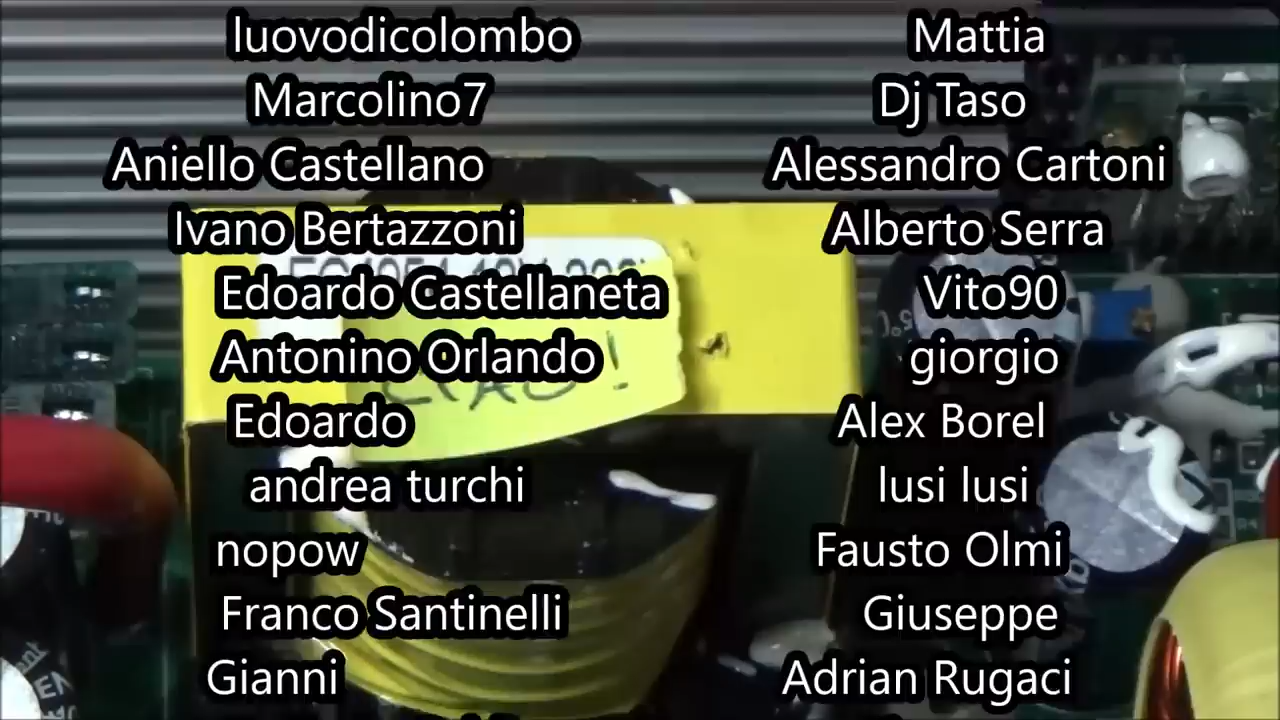 luovodicolombo
Mattia
Marcolino7
Dj Taso
Aniello Castellano
Alessandro Cartoni
Ivano Bertazzoni
Alberto Serra
Edoardo Castellaneta
Vito90
Antonino Orlando
giorgio
CIAO!
Edoardo
Alex Borel
andrea turchi
lusi lusi
nopow
Fausto Olmi
Franco Santinelli
Giuseppe
Gianni
Adrian Rugaci